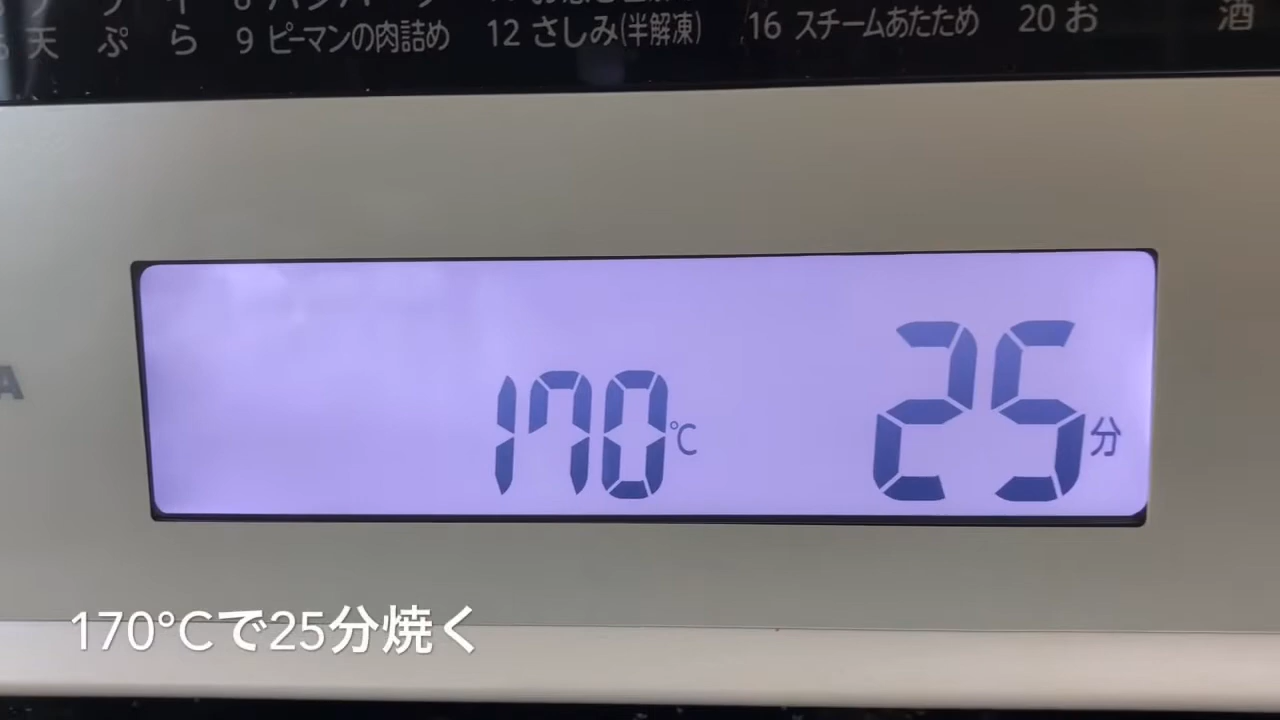 天ぷら
9 ピーマンの肉詰め
12 さしみ(半解凍)
16 スチームあたため
20 お
酒
A
170℃
25分
170℃で25分焼く